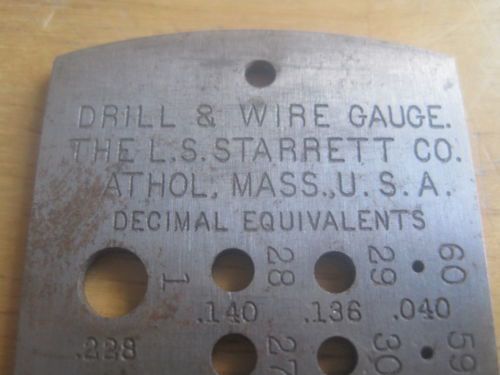 DRILL & WIRE GAUGE.
THE L.S. STARRETT CO.
ATHOL, MASS., U.S.A.
DECIMAL EQUIVALENTS
1 28 29 60
.140 .136 .040
.228
27 30 59